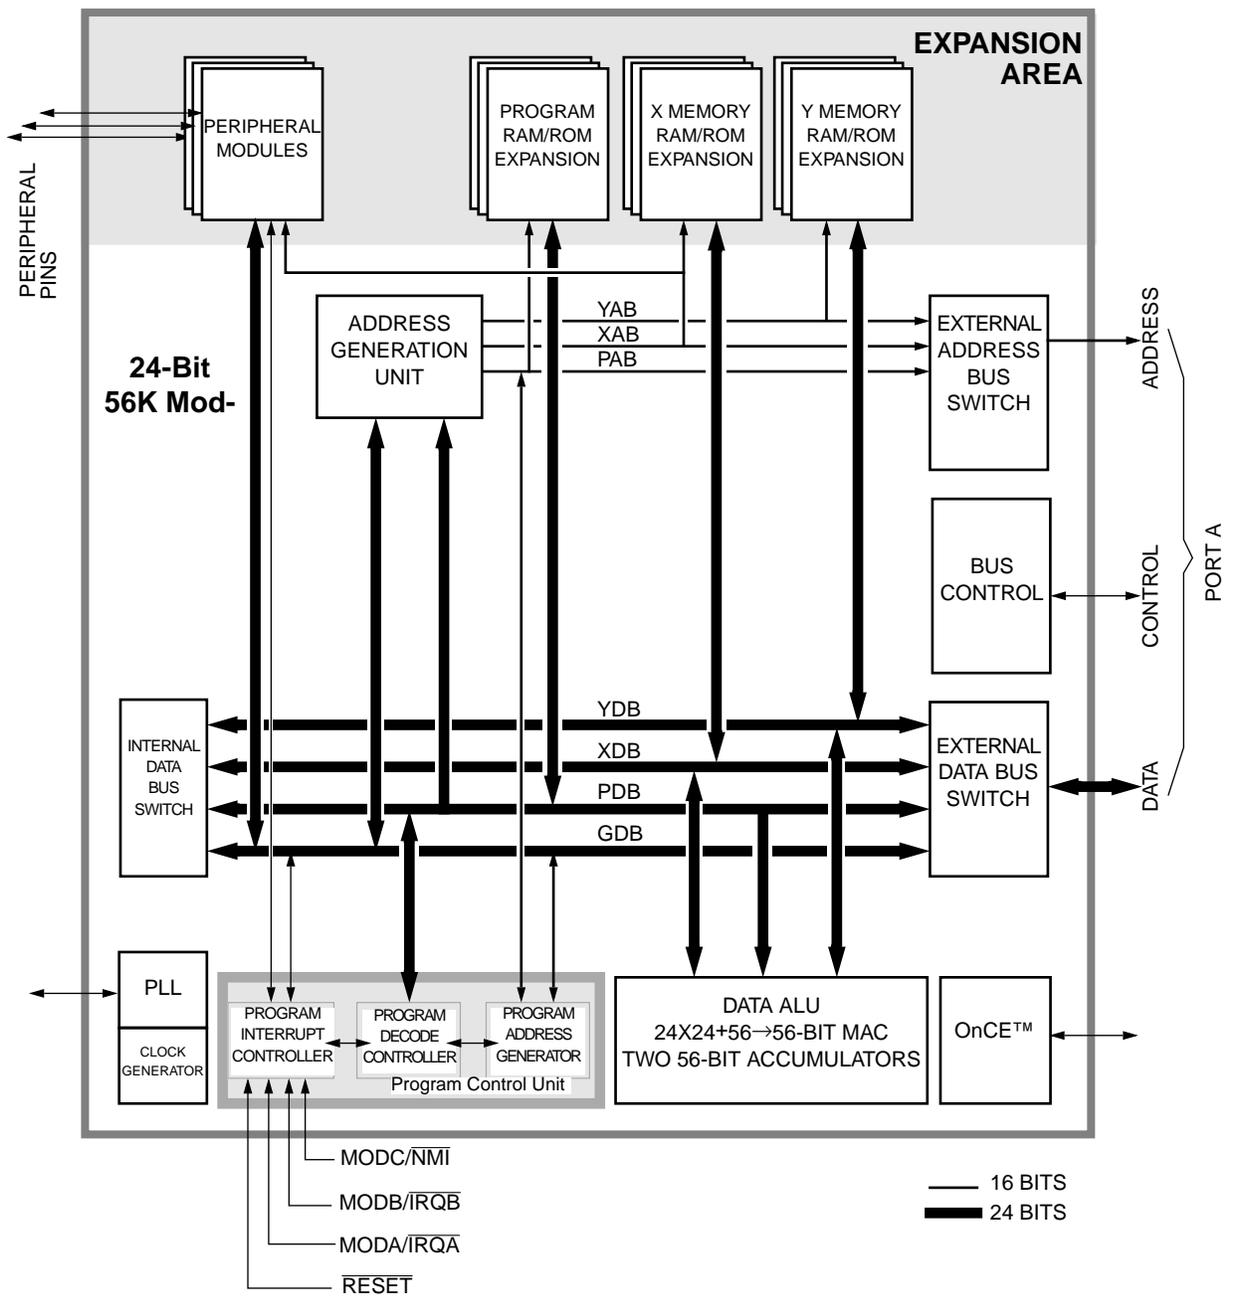 EXPANSION
AREA
PERIPHERAL
MODULES
PROGRAM
RAM/ROM
EXPANSION
X MEMORY
RAM/ROM
EXPANSION
Y MEMORY
RAM/ROM
EXPANSION
PERIPHERAL
PINS
24-Bit
56K Mod-
ADDRESS
GENERATION
UNIT
YAB
XAB
PAB
EXTERNAL
ADDRESS
BUS
SWITCH
ADDRESS
BUS
CONTROL
CONTROL
PORT A
INTERNAL
DATA
BUS
SWITCH
YDB
XDB
PDB
GDB
EXTERNAL
DATA BUS
SWITCH
DATA
PLL
CLOCK
GENERATOR
PROGRAM
INTERRUPT
CONTROLLER
PROGRAM
DECODE
CONTROLLER
PROGRAM
ADDRESS
GENERATOR
Program Control Unit
DATA ALU
24X24+56→56-BIT MAC
TWO 56-BIT ACCUMULATORS
OnCE™
MODC/NMI
MODB/IRQB
MODA/IRQA
RESET
16 BITS
24 BITS